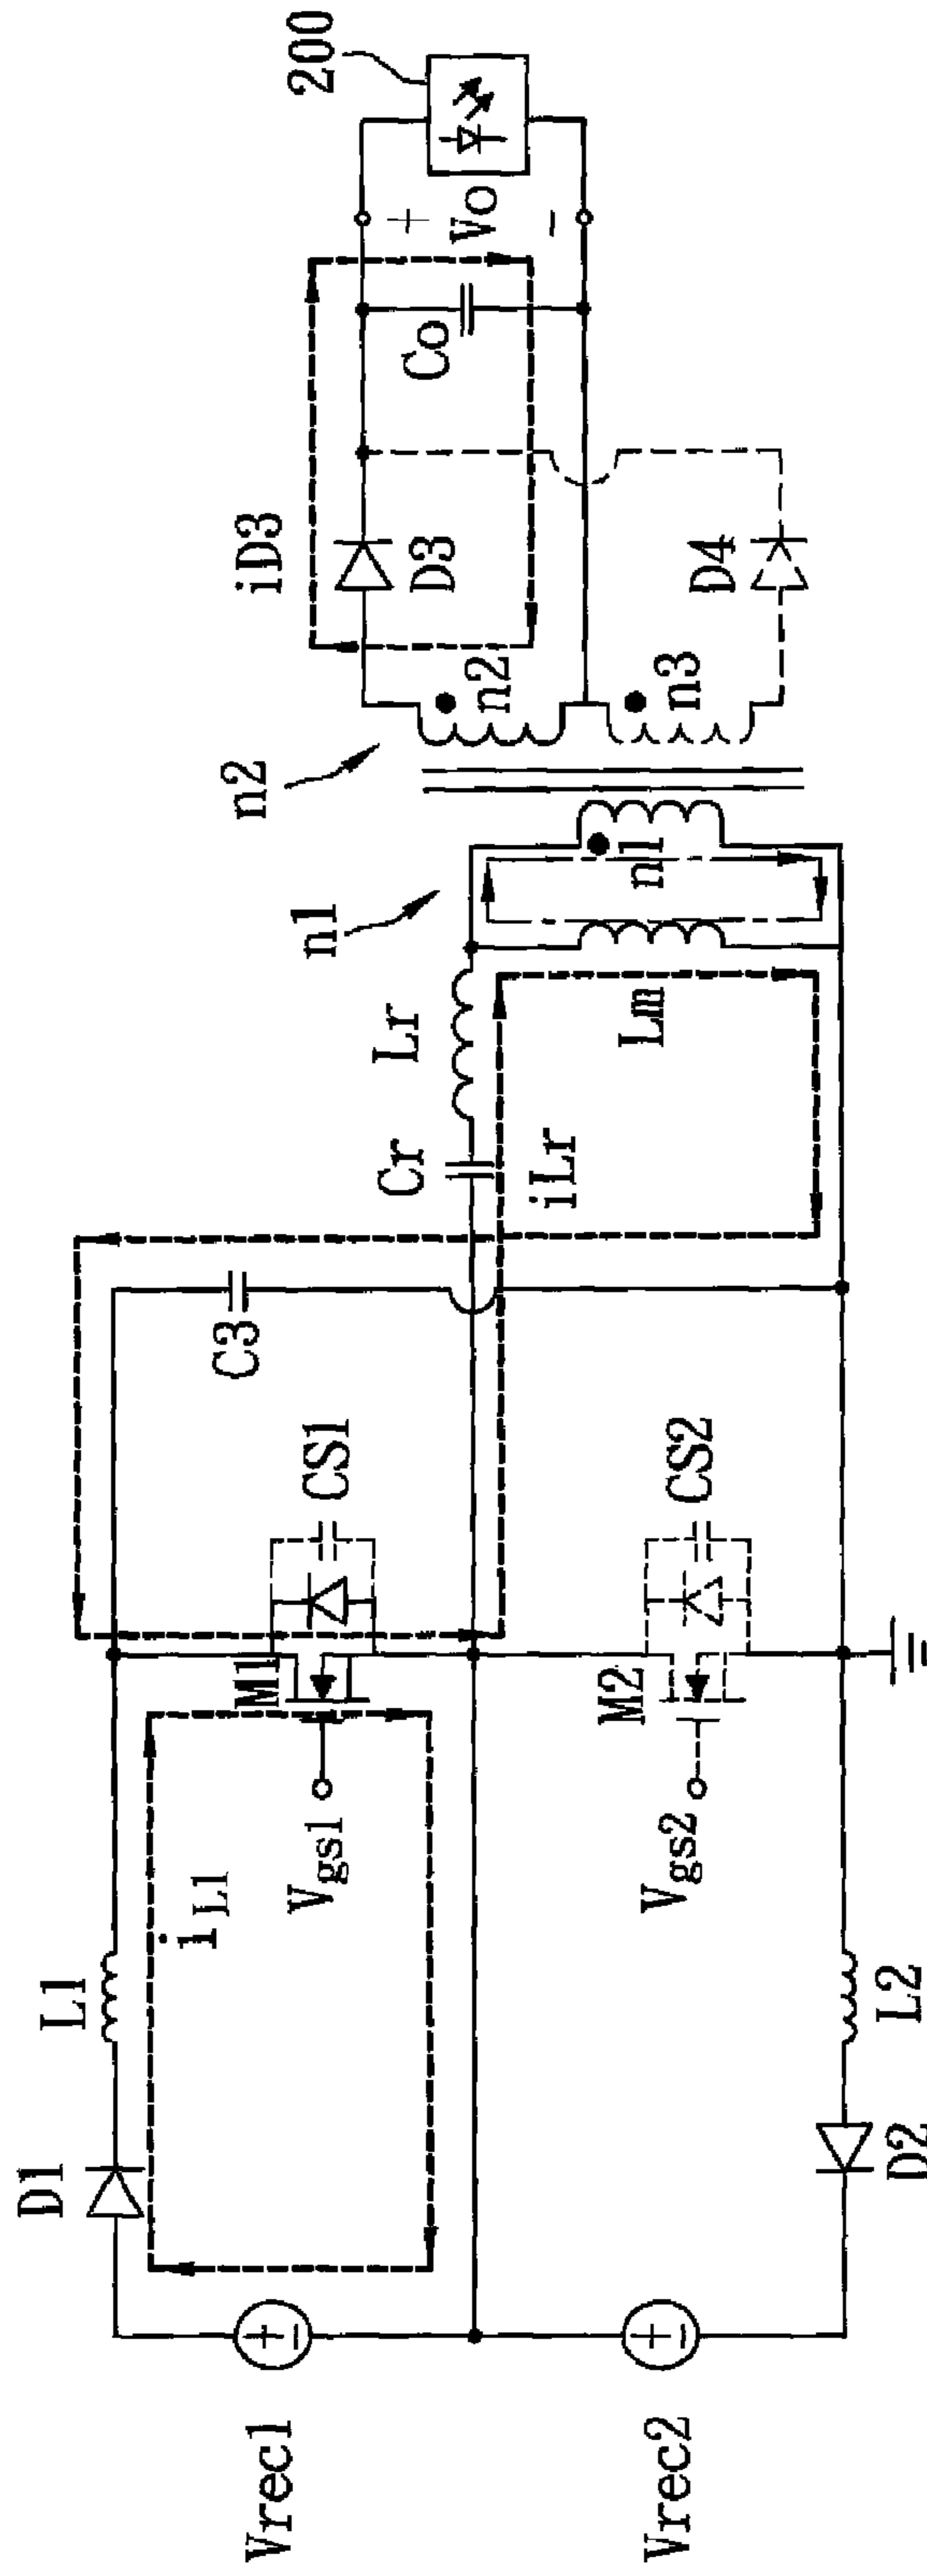 Vrec1
Vrec2
D1
L1
iL1
Vgs1
M1
CS1
C3
Cr
Lr
iLr
Lm
n1
n1
n2
n2
n3
iD3
D3
D4
Co
+
Vo
-
200
Vgs2
M2
CS2
D2
L2